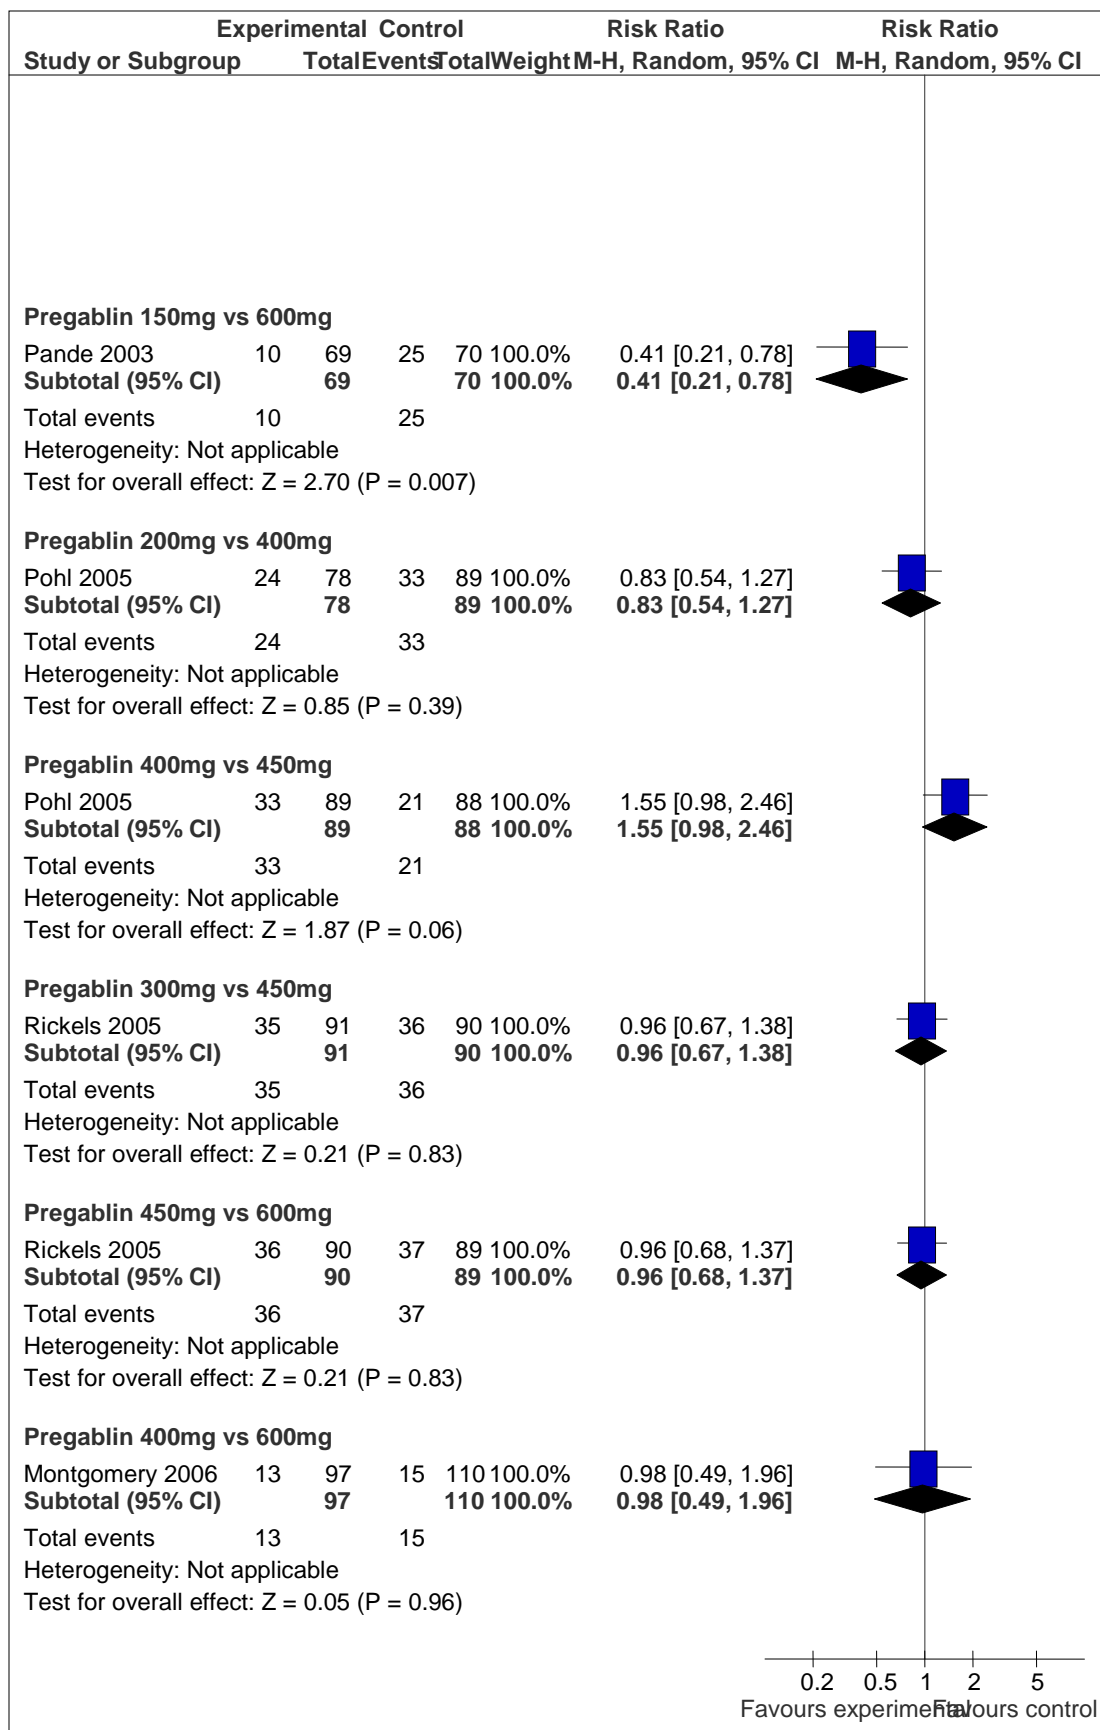 Experimental Control Risk Ratio Risk Ratio
Study or Subgroup Total Events Total Weight M-H, Random, 95% CI M-H, Random, 95% CI
Pregablin 150mg vs 600mg
Pande 2003 10 69 25 70 100.0% 0.41 [0.21, 0.78]
Subtotal (95% CI) 69 70 100.0% 0.41 [0.21, 0.78]
Total events 10 25
Heterogeneity: Not applicable
Test for overall effect: Z = 2.70 (P = 0.007)
Pregablin 200mg vs 400mg
Pohl 2005 24 78 33 89 100.0% 0.83 [0.54, 1.27]
Subtotal (95% CI) 78 89 100.0% 0.83 [0.54, 1.27]
Total events 24 33
Heterogeneity: Not applicable
Test for overall effect: Z = 0.85 (P = 0.39)
Pregablin 400mg vs 450mg
Pohl 2005 33 89 21 88 100.0% 1.55 [0.98, 2.46]
Subtotal (95% CI) 89 88 100.0% 1.55 [0.98, 2.46]
Total events 33 21
Heterogeneity: Not applicable
Test for overall effect: Z = 1.87 (P = 0.06)
Pregablin 300mg vs 450mg
Rickels 2005 35 91 36 90 100.0% 0.96 [0.67, 1.38]
Subtotal (95% CI) 91 90 100.0% 0.96 [0.67, 1.38]
Total events 35 36
Heterogeneity: Not applicable
Test for overall effect: Z = 0.21 (P = 0.83)
Pregablin 450mg vs 600mg
Rickels 2005 36 90 37 89 100.0% 0.96 [0.68, 1.37]
Subtotal (95% CI) 90 89 100.0% 0.96 [0.68, 1.37]
Total events 36 37
Heterogeneity: Not applicable
Test for overall effect: Z = 0.21 (P = 0.83)
Pregablin 400mg vs 600mg
Montgomery 2006 13 97 15 110 100.0% 0.98 [0.49, 1.96]
Subtotal (95% CI) 97 110 100.0% 0.98 [0.49, 1.96]
Total events 13 15
Heterogeneity: Not applicable
Test for overall effect: Z = 0.05 (P = 0.96)
0.2 0.5 1 2 5
Favours experimental Favours control